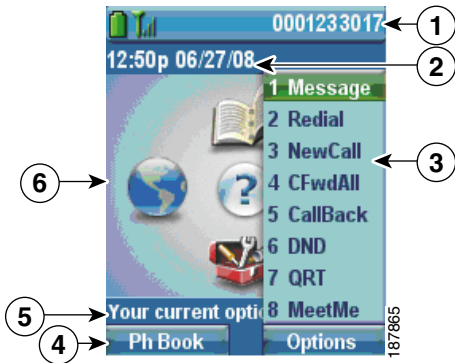 0001233017
1
12:50p 06/27/08
2
1 Message
2 Redial
3 NewCall
3
4 CFwdAll
6
5 CallBack
?
6 DND
7 QRT
5
Your current optio
8 MeetMe
4
Ph Book
Options
187865